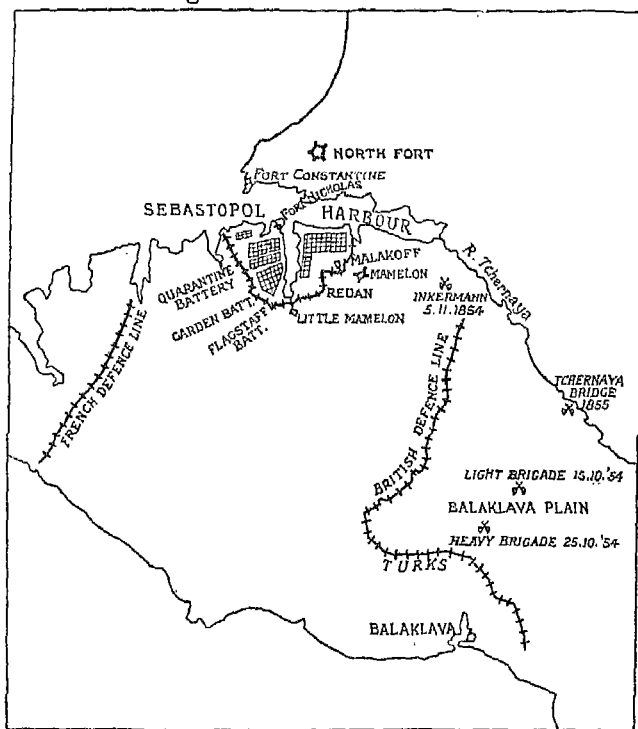 NORTH FORT
FORT CONSTANTINE
FORT NICHOLAS
SEBASTOPOL
HARBOUR
R. Tchernaya
MALAKOFF
MAMELON
QUARANTINE
BATTERY
REDAN
INKERMANN
5.11.1854
GARDEN BATT.
FLAGSTAFF
BATT.
LITTLE MAMELON
FRENCH DEFENCE LINE
BRITISH DEFENCE LINE
TCHERNAYA
BRIDGE
1855
LIGHT BRIGADE 15.10.'54
BALAKLAVA PLAIN
HEAVY BRIGADE 25.10.'54
TURKS
BALAKLAVA